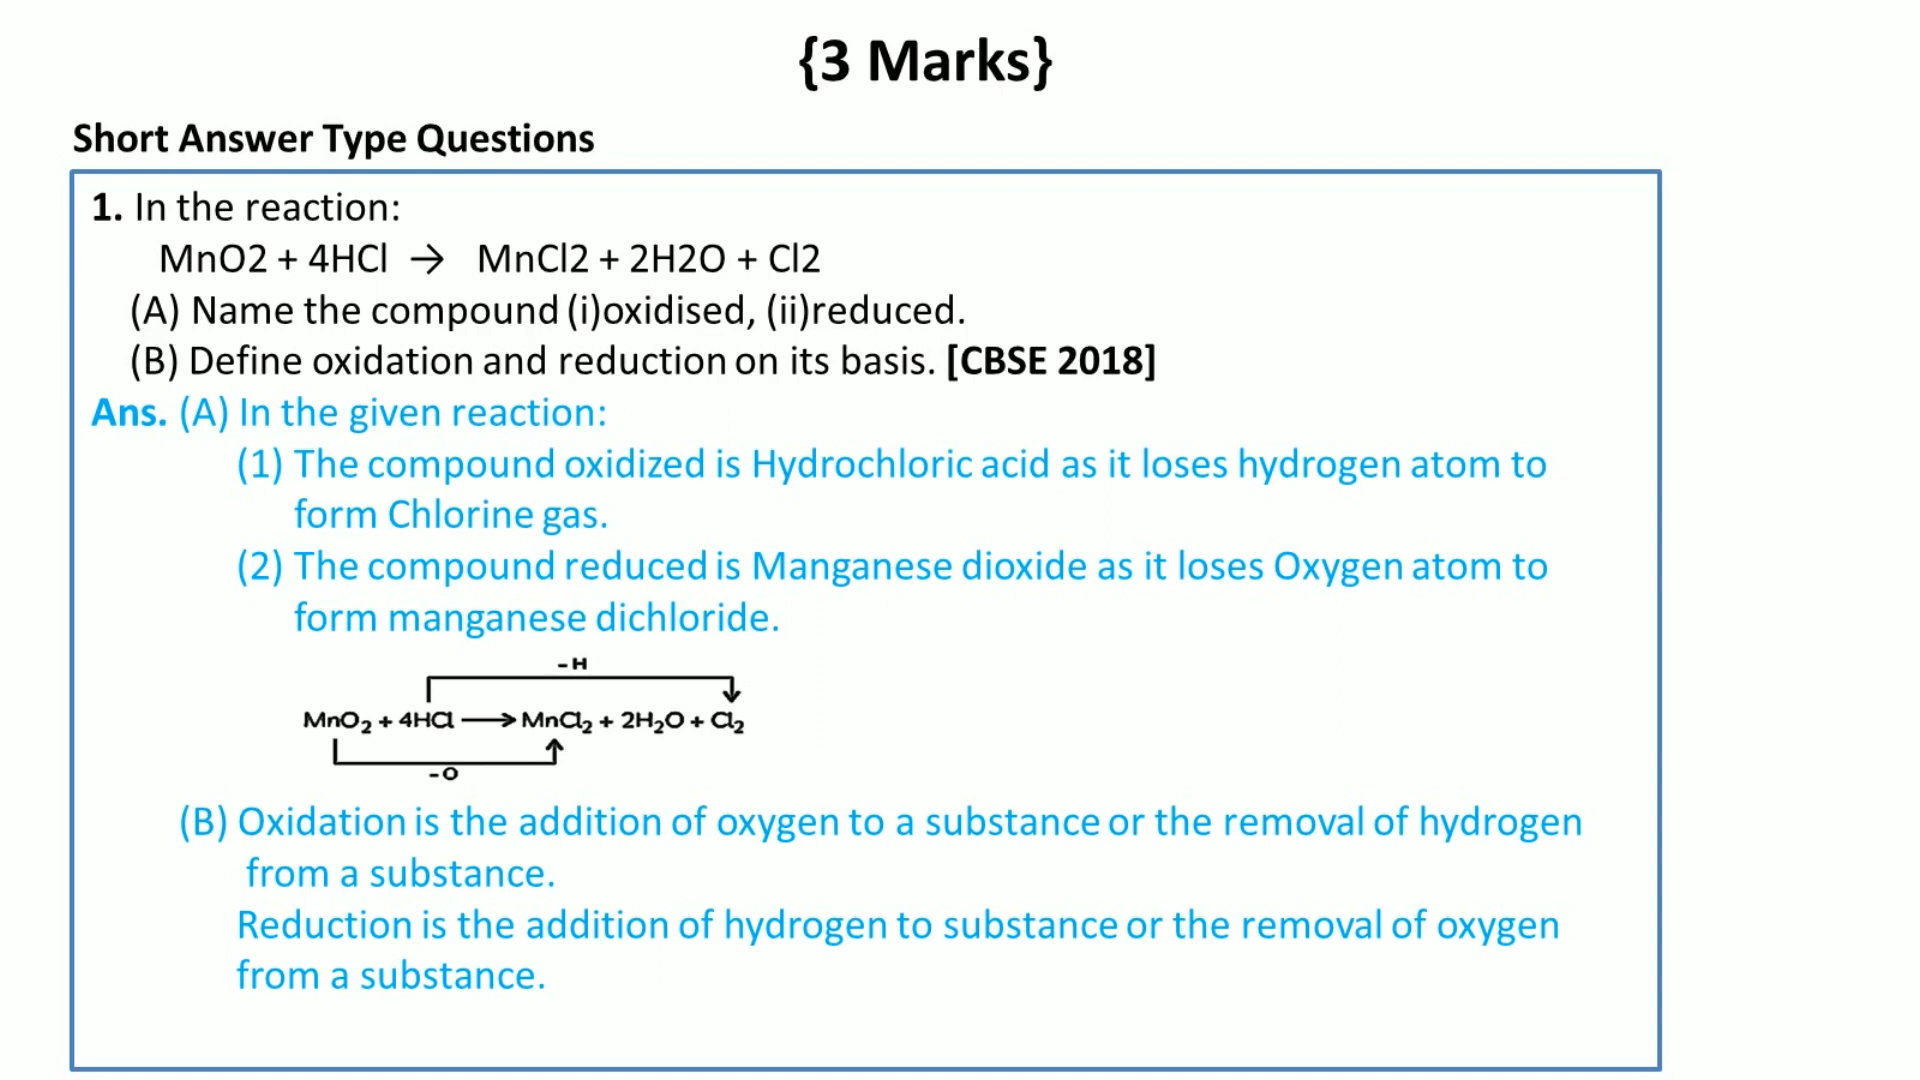 {3 Marks}
Short Answer Type Questions
1. In the reaction:
MnO2 + 4HCl → MnCl2 + 2H2O + Cl2
(A) Name the compound (i)oxidised, (ii)reduced.
(B) Define oxidation and reduction on its basis. [CBSE 2018]
Ans. (A) In the given reaction:
(1) The compound oxidized is Hydrochloric acid as it loses hydrogen atom to
form Chlorine gas.
(2) The compound reduced is Manganese dioxide as it loses Oxygen atom to
form manganese dichloride.
-H
MnO₂ + 4HCl ⟶ MnCl₂ + 2H₂O + Cl₂
-O
(B) Oxidation is the addition of oxygen to a substance or the removal of hydrogen
from a substance.
Reduction is the addition of hydrogen to substance or the removal of oxygen
from a substance.